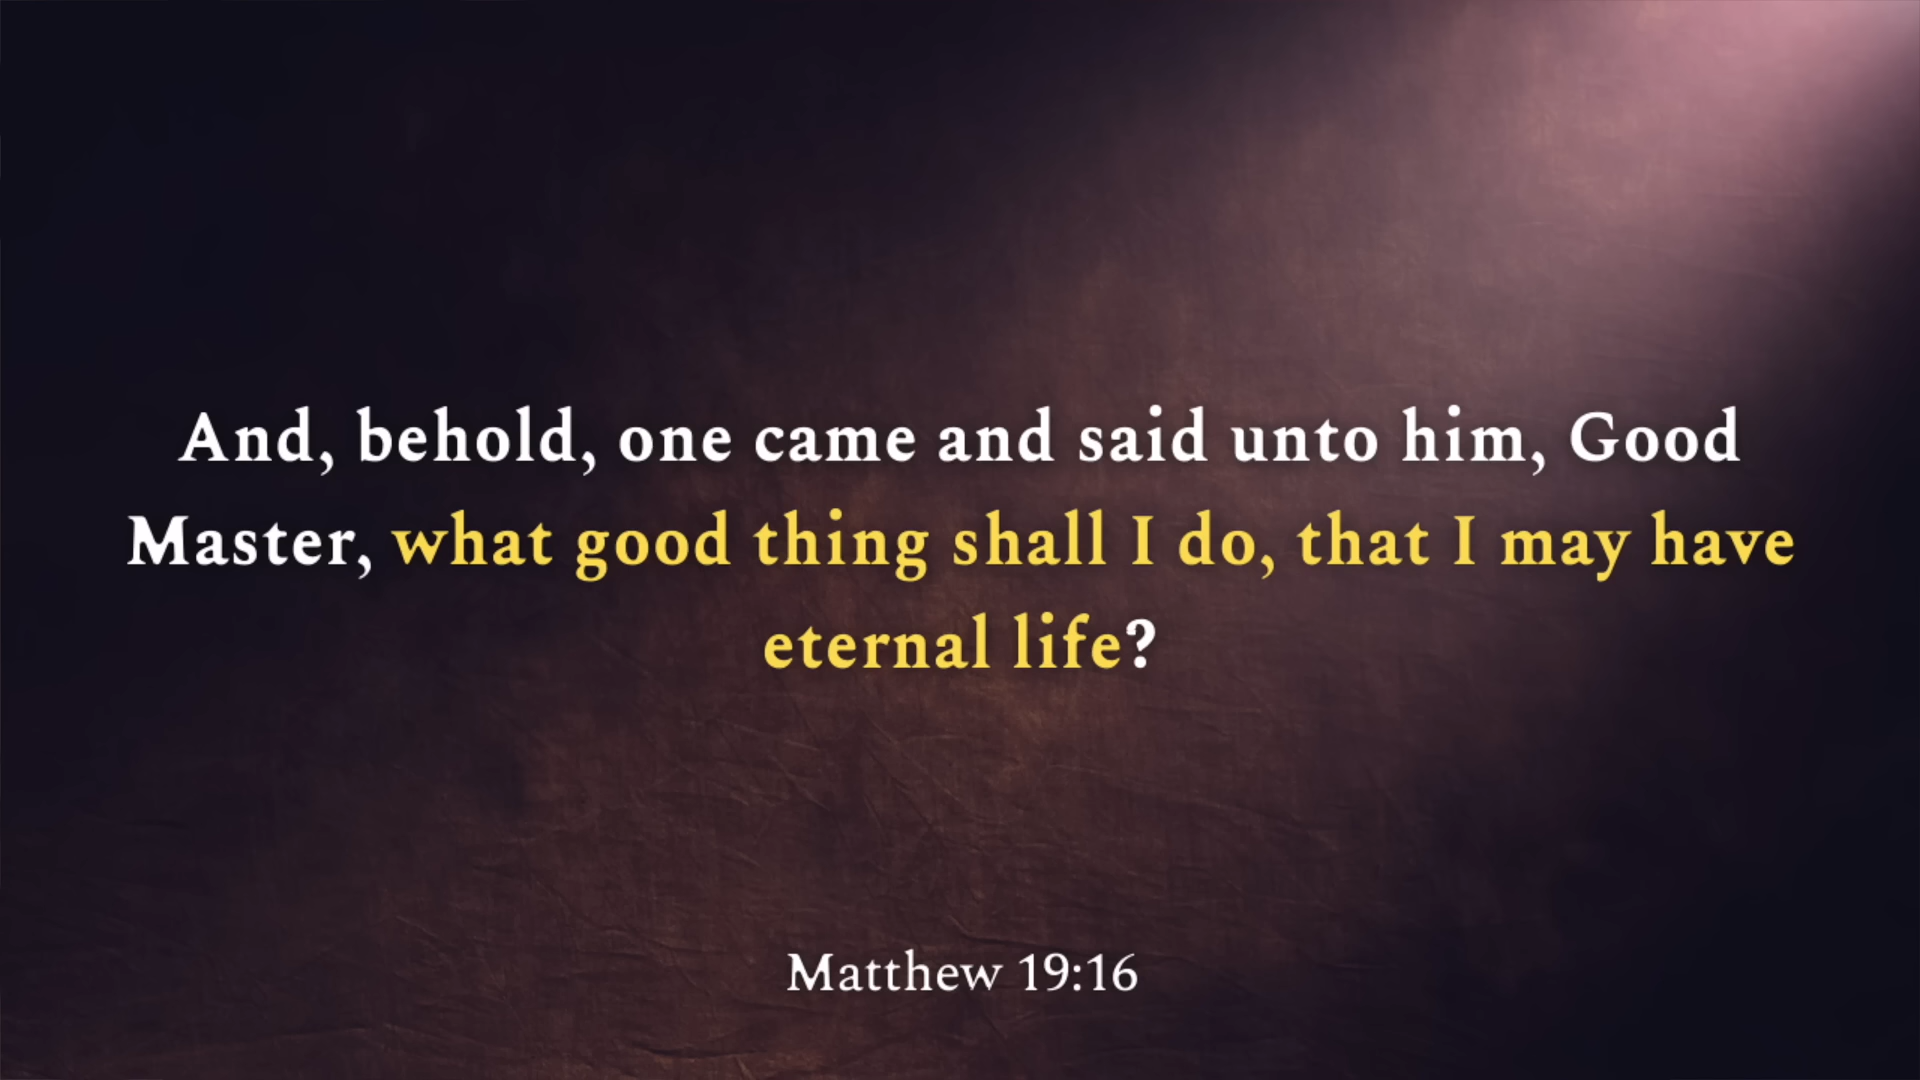 And, behold, one came and said unto him, Good
Master, what good thing shall I do, that I may have
eternal life?
Matthew 19:16